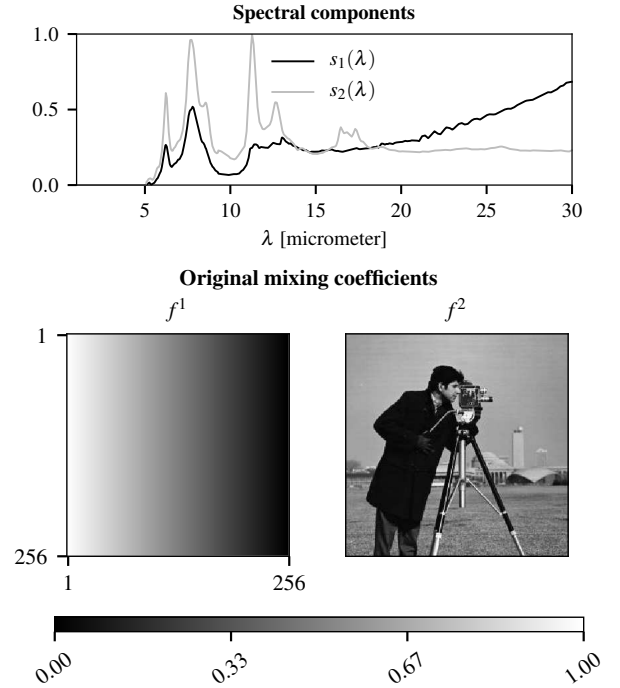 Spectral components
1.0
0.5
0.0
s₁(λ)
s₂(λ)
5 10 15 20 25 30
λ [micrometer]
Original mixing coefficients
f¹ f²
1
256
1 256
0.00 0.33 0.67 1.00